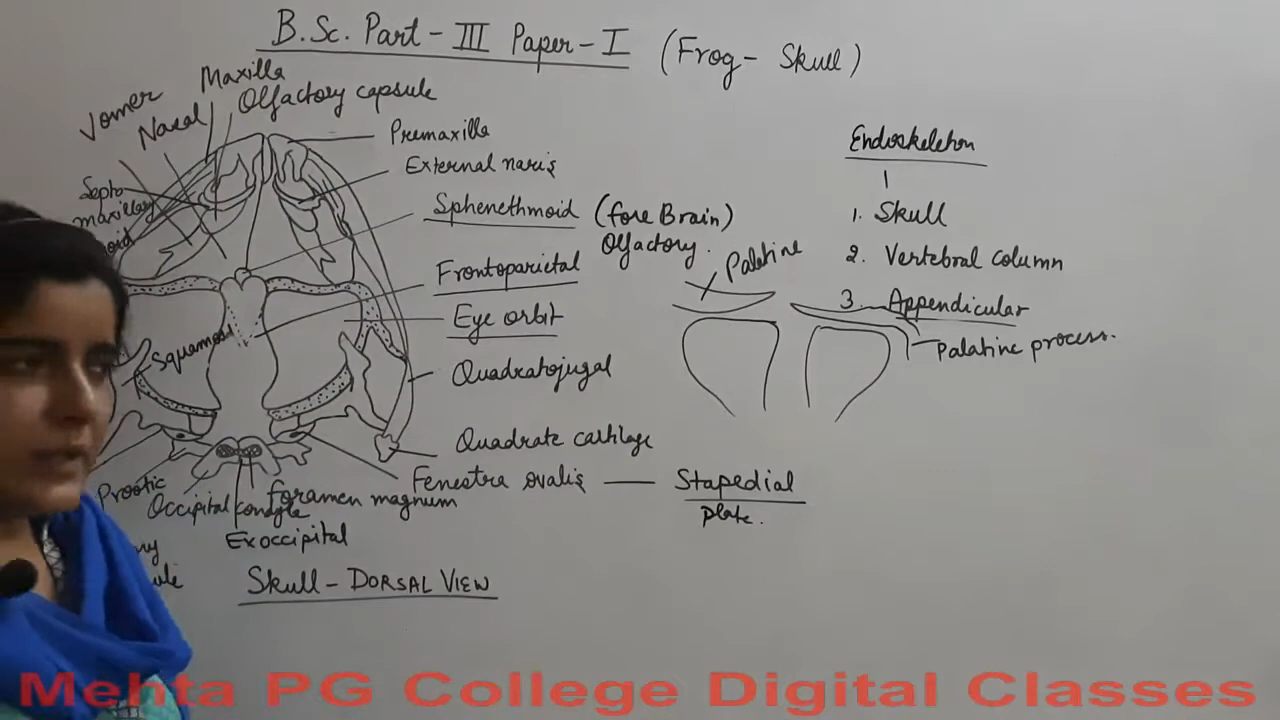 B.Sc. Part - III Paper - I (Frog - Skull)
Maxilla
Olfactory capsule
Vomer
Nasal
Premaxilla
External naris
Septo
maxillary
Sphenethmoid (fore Brain)
Olfactory.
Frontoparietal
Eye orbit
Squamosal
Quadratojugal
Quadrate cartilage
Fenestra ovalis — Stapedial
plate.
Prootic
Occipital condyle
Foramen magnum
Exoccipital
Skull - DORSAL VIEW
Palatine
Palatine process.
Endoskeleton
1. Skull
2. Vertebral column
3. Appendicular
Mehta PG College Digital Classes